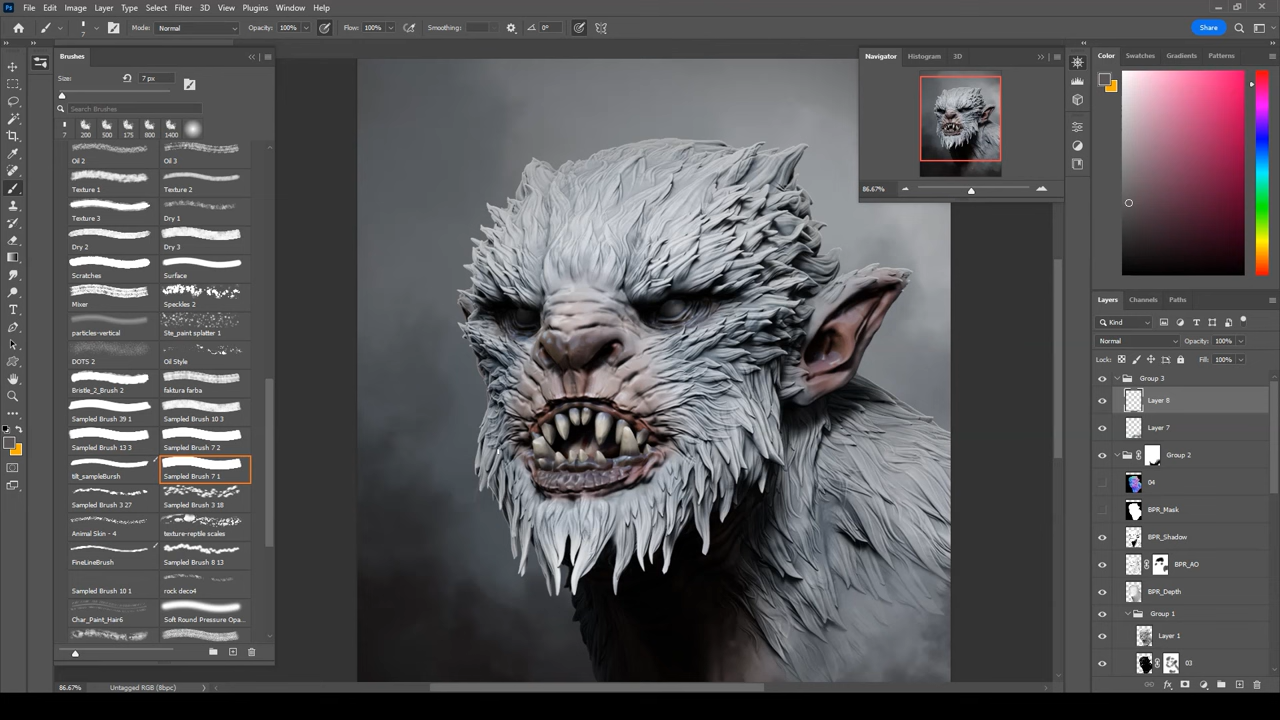 Ps File Edit Image Layer Type Select Filter 3D View Plugins Window Help
7 Mode: Normal Opacity: 100% Flow: 100% Smoothing: 0° Share
Brushes
Size: 7 px
Search Brushes
7 200 500 175 800 1400
Oil 2 Oil 3
Texture 1 Texture 2
Texture 3 Dry 1
Dry 2 Dry 3
Scratches Surface
Mixer Speckles 2
particles-vertical Ste_paint splatter 1
DOTS 2 Oil Style
Bristle_2_Brush 2 faktura farba
Sampled Brush 39 1 Sampled Brush 10 3
Sampled Brush 13 3 Sampled Brush 7 2
tilt_sampleBursh Sampled Brush 7 1
Sampled Brush 3 27 Sampled Brush 3 18
Animal Skin - 4 texture-reptile scales
FineLineBrush Sampled Brush 8 13
Sampled Brush 10 1 rock deco4
Char_Paint_Hair6 Soft Round Pressure Opa...
86.67% Untagged RGB (8bpc)
Navigator Histogram 3D
86.67%
Color Swatches Gradients Patterns
Layers Channels Paths
Kind
Normal Opacity: 100%
Lock: Fill: 100%
Group 3
Layer 8
Layer 7
Group 2
04
BPR_Mask
BPR_Shadow
BPR_AO
BPR_Depth
Group 1
Layer 1
03
fx